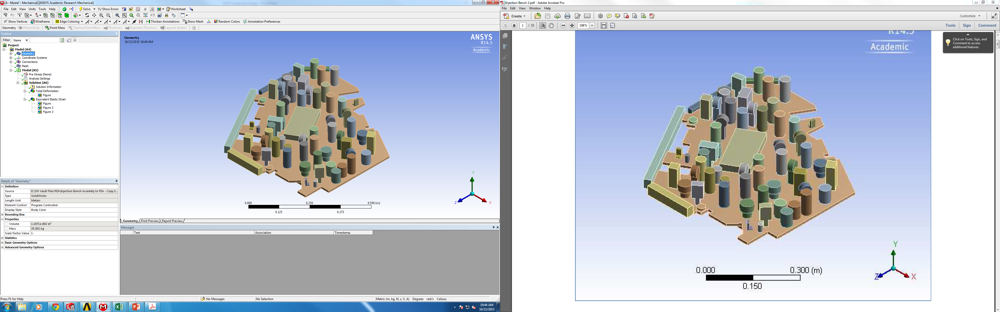 A : Modal - Mechanical [ANSYS Academic Research Mechanical]
File Edit View Units Tools Help Solve ?/ Show Errors Worksheet
Show Vertices Wireframe Edge Coloring Thicken Annotations Show Mesh Random Colors Annotation Preferences
Geometry Virtual Body Point Mass Thermal Point Mass Thickness Imported Thickness Layered Section
Outline
Filter: Name
Project
Model (A4)
Geometry
Coordinate Systems
Connections
Mesh
Modal (A5)
Pre-Stress (None)
Analysis Settings
Solution (A6)
Solution Information
Total Deformation
Figure
Equivalent Elastic Strain
Figure
Figure 2
Figure 3
Details of "Geometry"
Definition
Source E:\SW Vault Files\FEA\Injection Bench Assembly to FEA - Copy.S...
Type SolidWorks
Length Unit Meters
Element Control Program Controlled
Display Style Body Color
Bounding Box
Properties
Volume 1.1071e-002 m³
Mass 35.302 kg
Scale Factor Value 1.
Statistics
Basic Geometry Options
Advanced Geometry Options
Geometry
10/22/2015 10:44 AM
ANSYS
R14.5
Academic
Y
Z
X
0.000 0.250 0.500 (m)
0.125 0.375
Geometry Print Preview Report Preview
Messages
Text Association Timestamp
Press F1 for Help No Messages No Selection Metric (m, kg, N, s, V, A) Degrees rad/s Celsius
SW
2015
10:44 AM
10/22/2015
Injection Bench 2.pdf - Adobe Acrobat Pro
File Edit View Window Help
Create Customize
1 / 33 198% Tools Sign Comment
Click on Tools, Sign, and
Comment to access
additional features.
R14.5
Academic
Y
Z
X
0.000 0.300 (m)
0.150